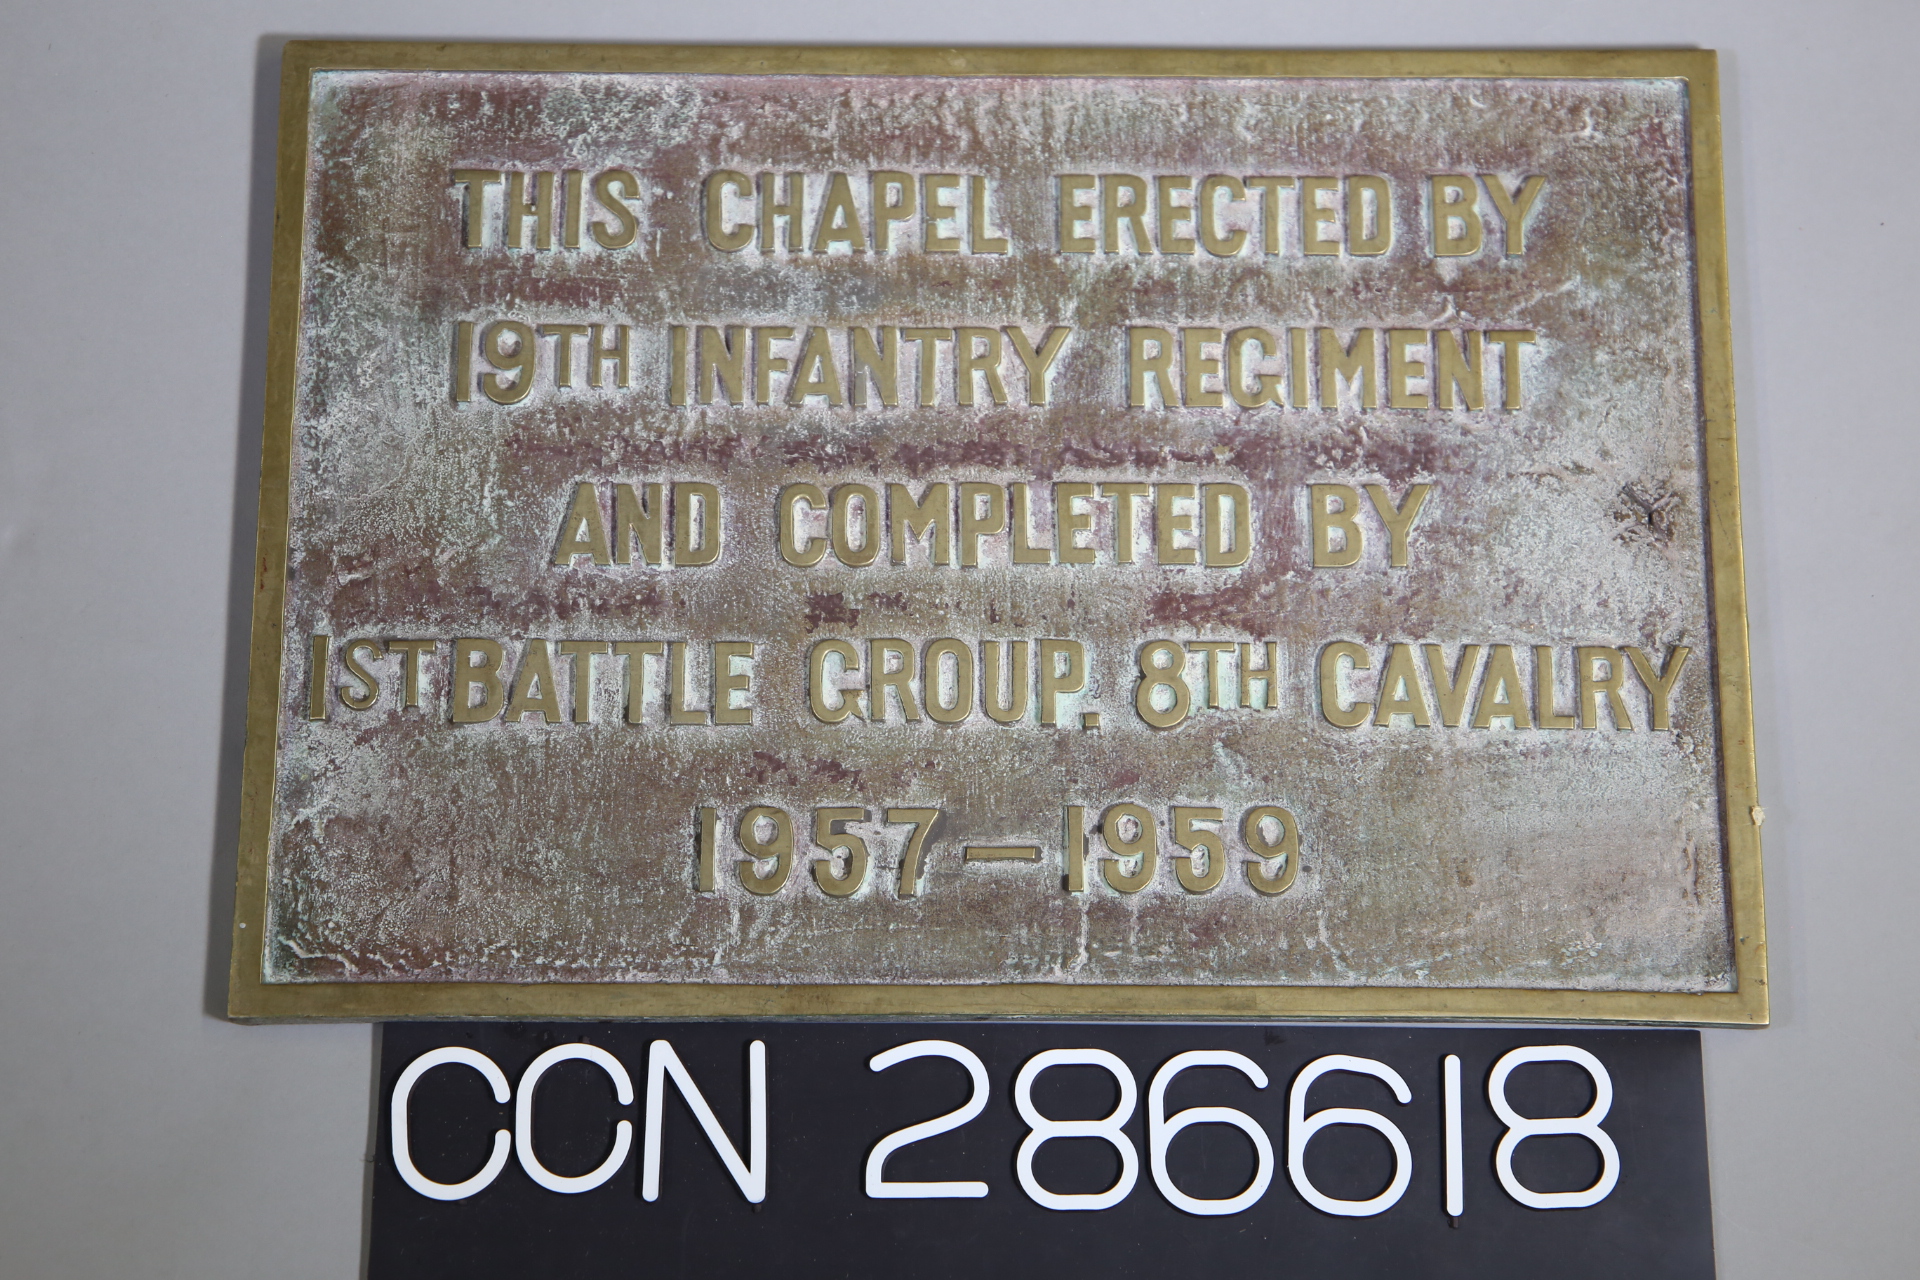 THIS CHAPEL ERECTED BY
19TH INFANTRY REGIMENT
AND COMPLETED BY
1ST BATTLE GROUP. 8TH CAVALRY
1957—1959
CCN 286618